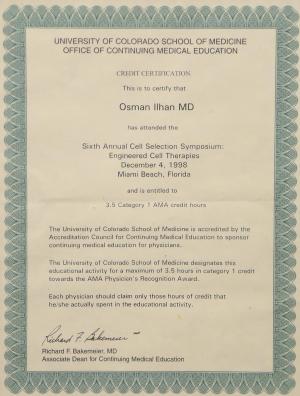 UNIVERSITY OF COLORADO SCHOOL OF MEDICINE
OFFICE OF CONTINUING MEDICAL EDUCATION
CREDIT CERTIFICATION
This is to certify that
Osman Ilhan MD
has attended the
Sixth Annual Cell Selection Symposium:
Engineered Cell Therapies
December 4, 1998
Miami Beach, Florida
and is entitled to
3.5 Category 1 AMA credit hours
The University of Colorado School of Medicine is accredited by the
Accreditation Council for Continuing Medical Education to sponsor
continuing medical education for physicians.
The University of Colorado School of Medicine designates this
educational activity for a maximum of 3.5 hours in category 1 credit
towards the AMA Physician's Recognition Award.
Each physician should claim only those hours of credit that
he/she actually spent in the educational activity.
Richard F. Bakemeier
Richard F. Bakemeier, MD
Associate Dean for Continuing Medical Education